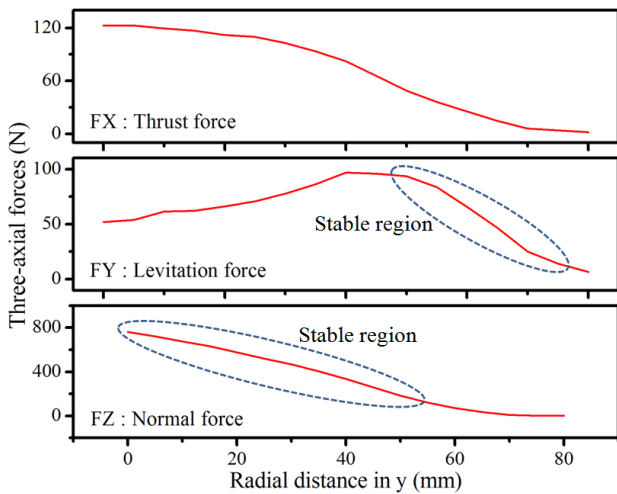 Three-axial forces (N)
120
60
0
FX : Thrust force
100
50
0
Stable region
FY : Levitation force
800
400
0
Stable region
FZ : Normal force
0
20
40
60
80
Radial distance in y (mm)